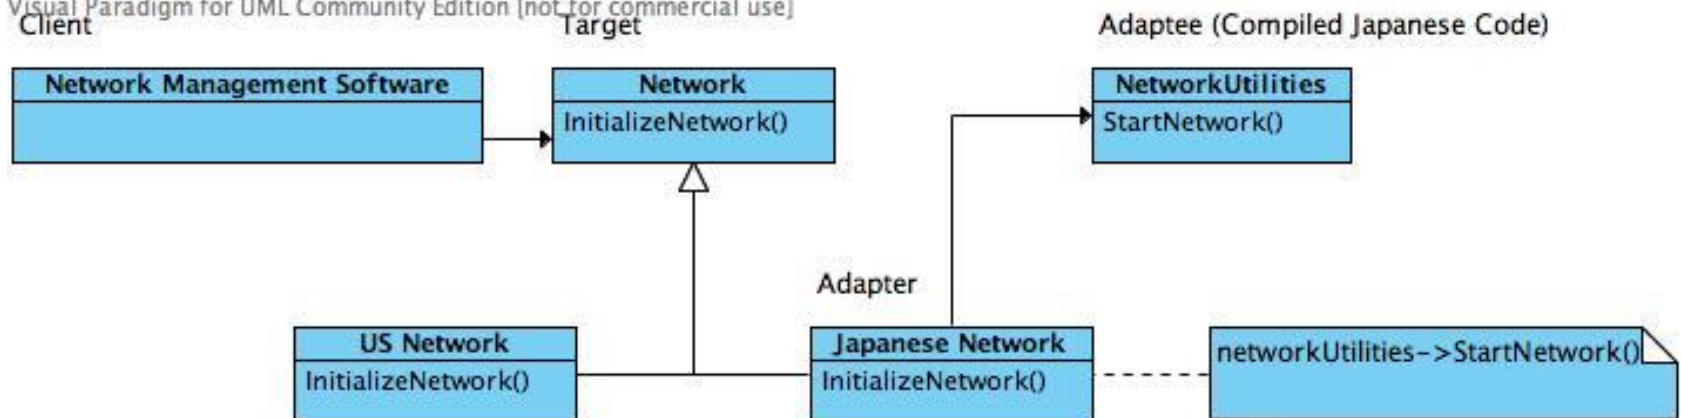 Visual Paradigm for UML Community Edition [not for commercial use]
Client
Target
Adaptee (Compiled Japanese Code)
Network Management Software
Network
InitializeNetwork()
NetworkUtilities
StartNetwork()
Adapter
US Network
InitializeNetwork()
Japanese Network
InitializeNetwork()
networkUtilities->StartNetwork()